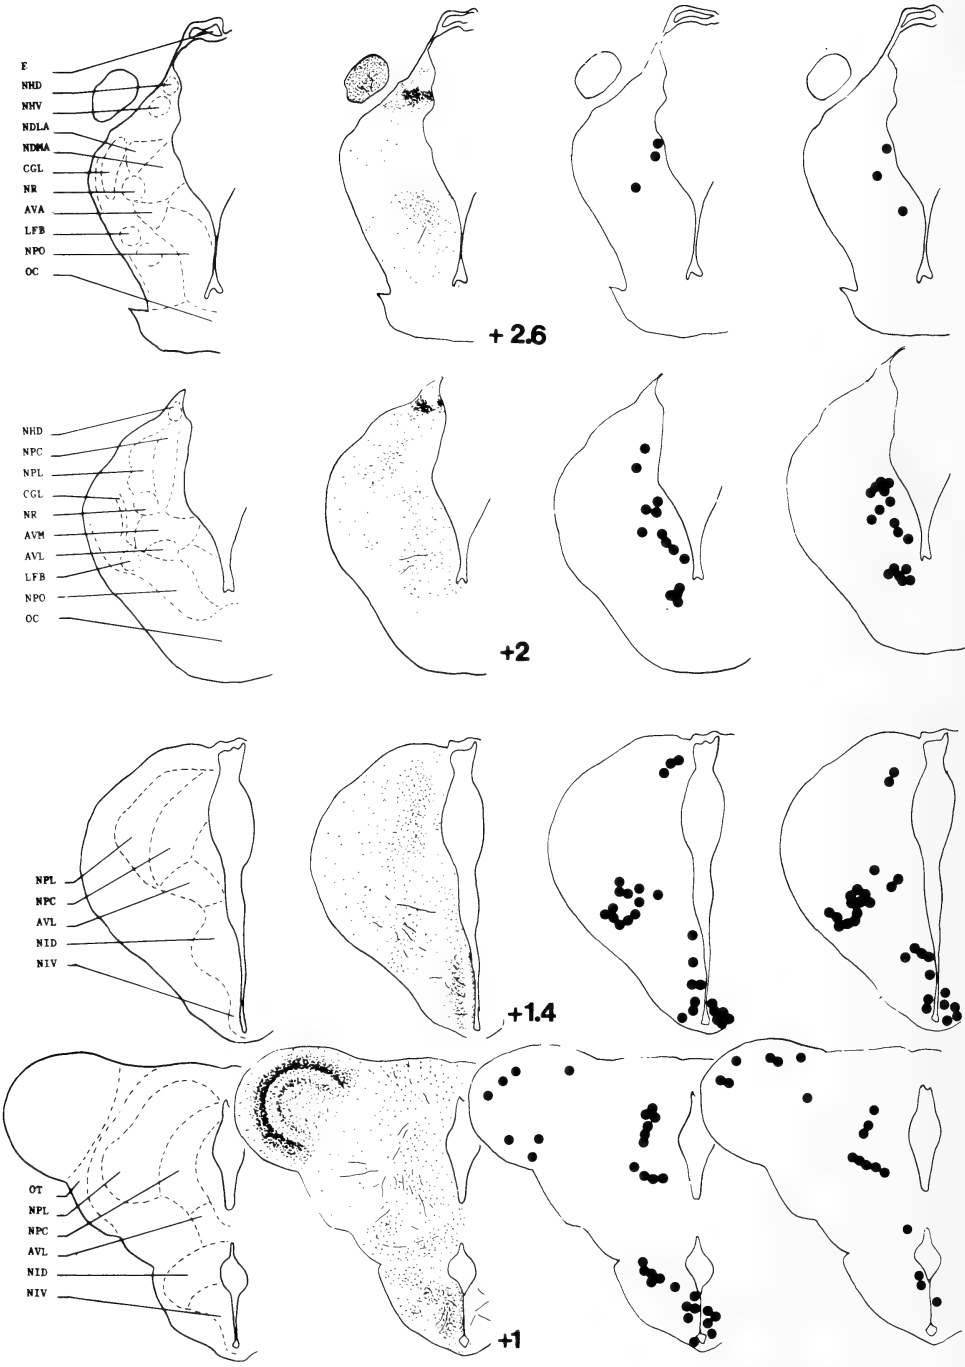 E
NHD
NHV
NDLA
NDMA
CGL
NR
AVA
LFB
NPO
OC
+ 2.6
NHD
NPC
NPL
CGL
NR
AVM
AVL
LFB
NPO
OC
+2
NPL
NPC
AVL
NID
NIV
+1.4
OT
NPL
NPC
AVL
NID
NIV
+1